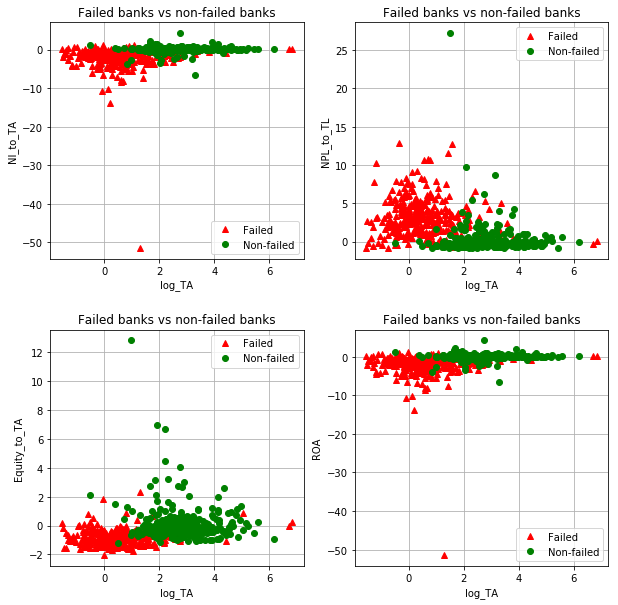 Failed banks vs non-failed banks
NI_to_TA
0
−10
−20
−30
−40
−50
Failed
Non-failed
0 2 4 6
log_TA
Failed banks vs non-failed banks
NPL_to_TL
25
20
15
10
5
0
Failed
Non-failed
0 2 4 6
log_TA
Failed banks vs non-failed banks
Equity_to_TA
12
10
8
6
4
2
0
−2
Failed
Non-failed
0 2 4 6
log_TA
Failed banks vs non-failed banks
ROA
0
−10
−20
−30
−40
−50
Failed
Non-failed
0 2 4 6
log_TA